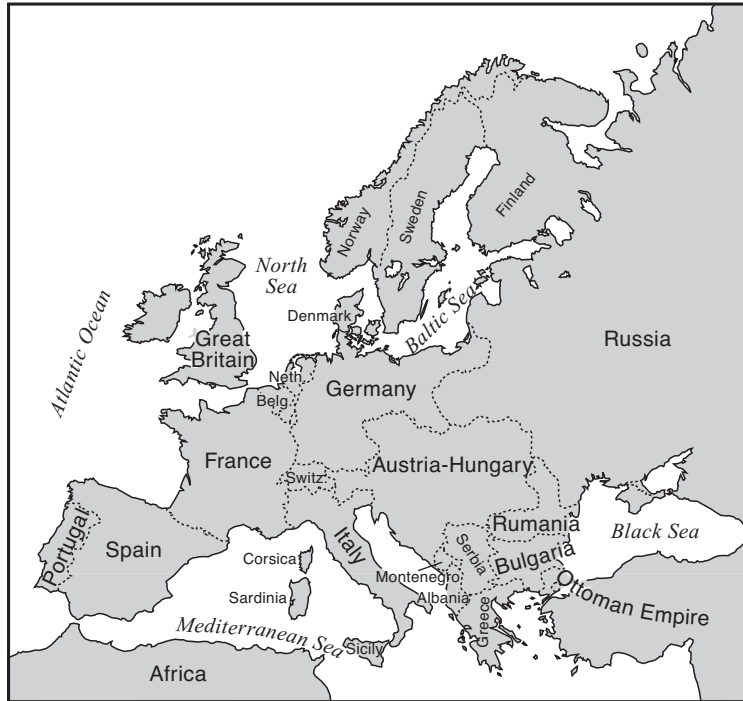 Norway
Sweden
Finland
North
Sea
Atlantic Ocean
Denmark
Baltic Sea
Great
Britain
Russia
Neth.
Belg.
Germany
France
Switz.
Austria-Hungary
Portugal
Spain
Italy
Rumania
Black Sea
Serbia
Bulgaria
Corsica
Montenegro
Sardinia
Albania
Ottoman Empire
Greece
Mediterranean Sea
Sicily
Africa